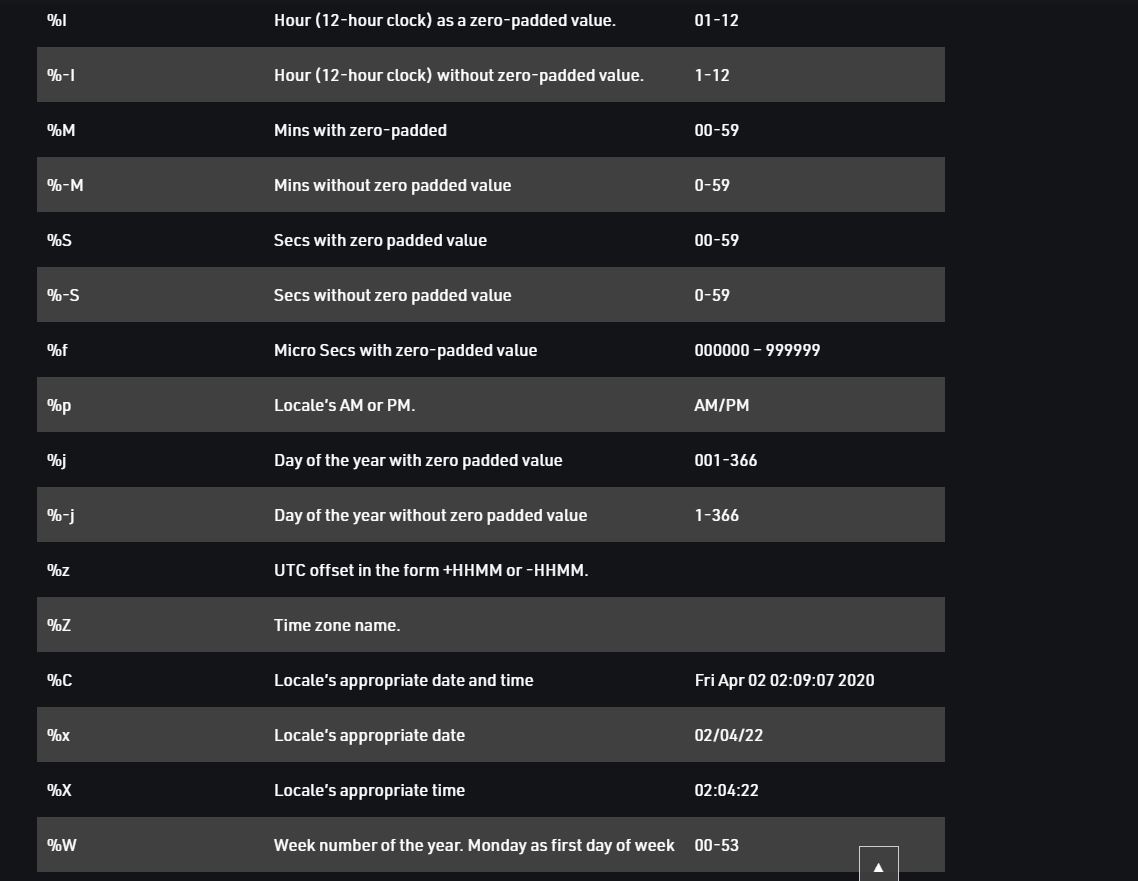 %I Hour (12-hour clock) as a zero-padded value. 01-12
%-I Hour (12-hour clock) without zero-padded value. 1-12
%M Mins with zero-padded 00-59
%-M Mins without zero padded value 0-59
%S Secs with zero padded value 00-59
%-S Secs without zero padded value 0-59
%f Micro Secs with zero-padded value 000000 – 999999
%p Locale’s AM or PM. AM/PM
%j Day of the year with zero padded value 001-366
%-j Day of the year without zero padded value 1-366
%z UTC offset in the form +HHMM or -HHMM.
%Z Time zone name.
%C Locale’s appropriate date and time Fri Apr 02 02:09:07 2020
%x Locale’s appropriate date 02/04/22
%X Locale’s appropriate time 02:04:22
%W Week number of the year. Monday as first day of week 00-53
▲